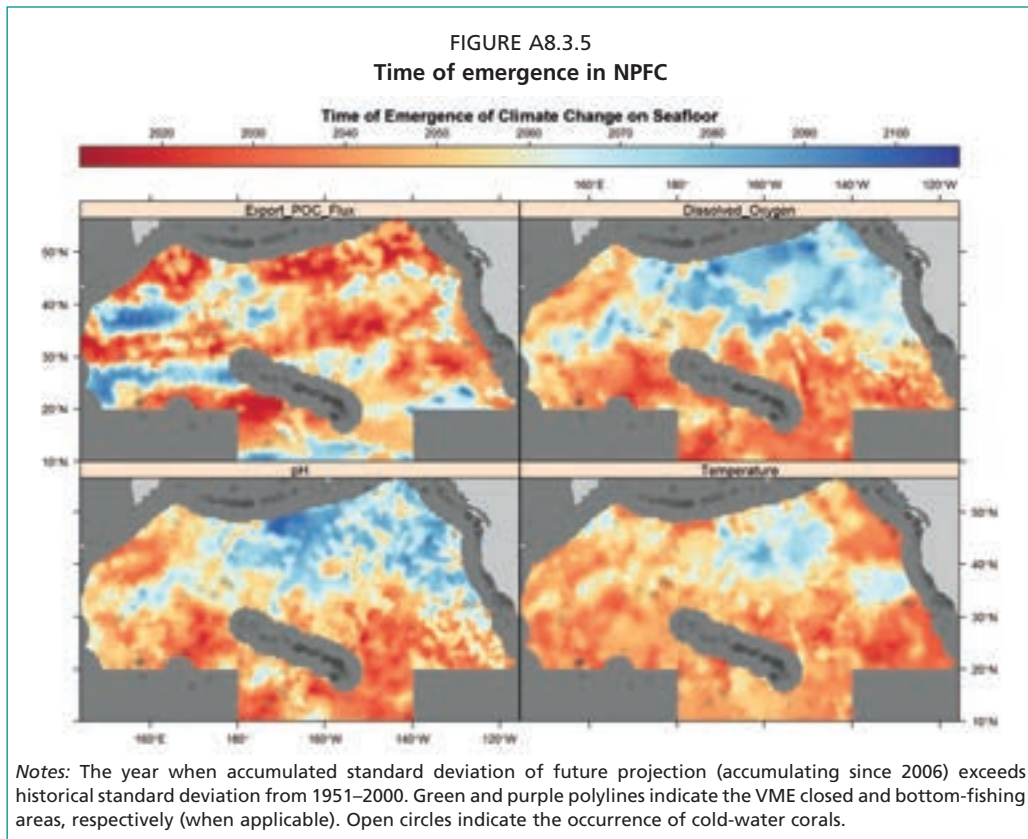 FIGURE A8.3.5
Time of emergence in NPFC
Time of Emergence of Climate Change on Seafloor
2020 2030 2040 2050 2060 2070 2080 2090 2100
160°E 180° 160°W 140°W 120°W
Export_POC_Flux Dissolved_Oxygen
50°N
40°N
30°N
20°N
10°N
pH Temperature
50°N
40°N
30°N
20°N
10°N
160°E 180° 160°W 140°W 120°W
Notes: The year when accumulated standard deviation of future projection (accumulating since 2006) exceeds
historical standard deviation from 1951–2000. Green and purple polylines indicate the VME closed and bottom-fishing
areas, respectively (when applicable). Open circles indicate the occurrence of cold-water corals.